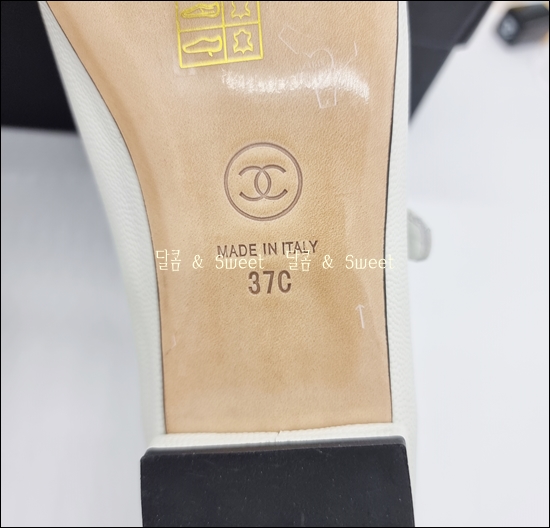 MADE IN ITALY
달콤 & Sweet 달콤 & Sweet
37C